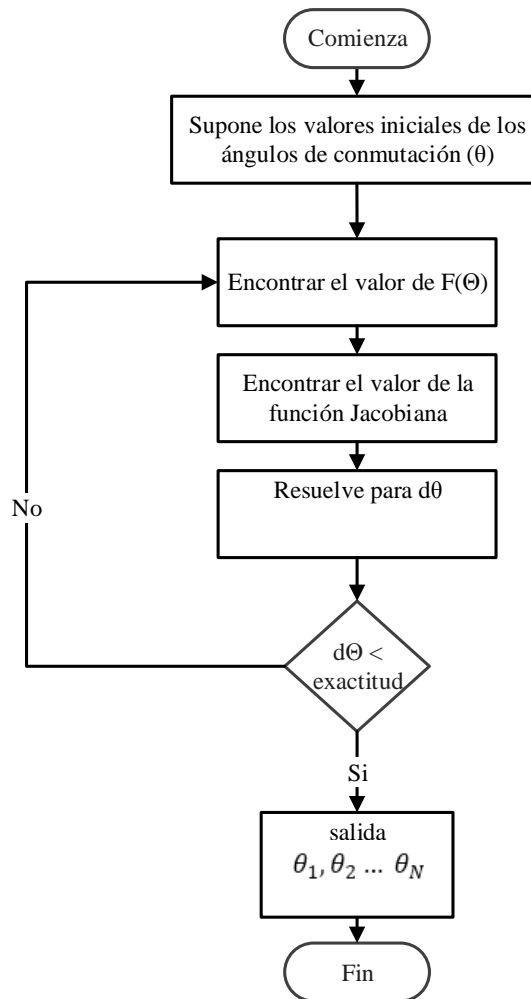 Comienza
Supone los valores iniciales de los
ángulos de conmutación (θ)
Encontrar el valor de F(Θ)
Encontrar el valor de la
función Jacobiana
Resuelve para dθ
No
dΘ <
exactitud
Si
salida
θ₁, θ₂ … θ_N
Fin